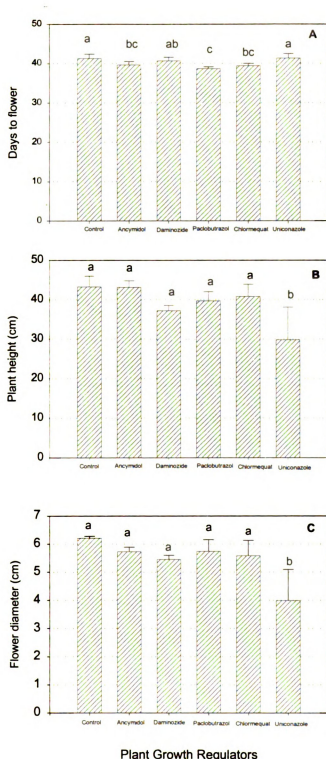 A
a bc ab c bc a
50
40
30
20
10
0
Days to flower
Control Ancymidol Daminozide Paclobutrazol Chlormequat Uniconazole
B
a a a a a b
50
40
30
20
10
0
Plant height (cm)
Control Ancymidol Daminozide Paclobutrazol Chlormequat Uniconazole
C
a a a a a b
7
6
5
4
3
2
1
0
Flower diameter (cm)
Control Ancymidol Daminozide Paclobutrazol Chlormequat Uniconazole
Plant Growth Regulators